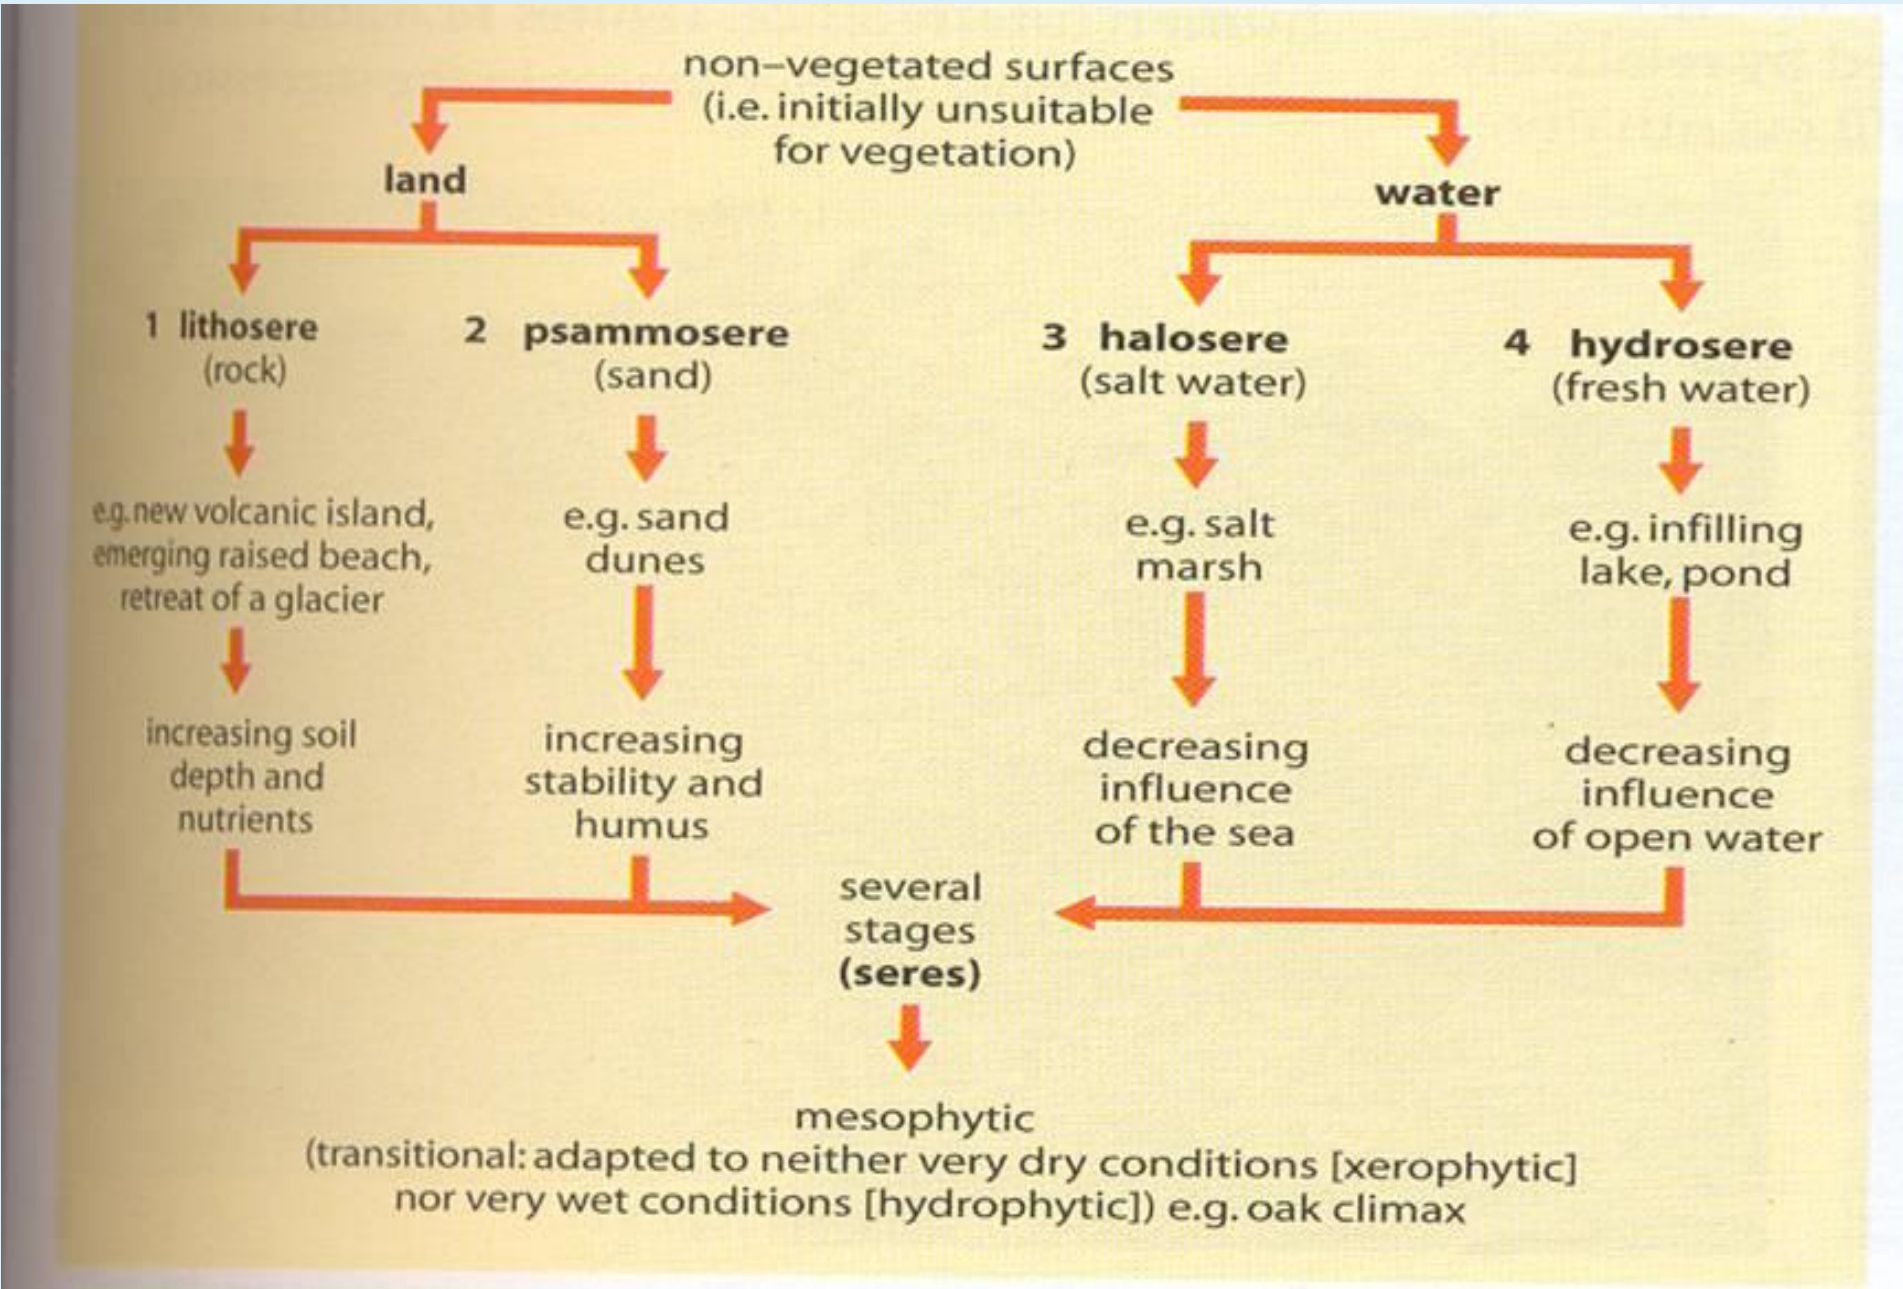 non–vegetated surfaces
(i.e. initially unsuitable
for vegetation)
land
water
1 lithosere
(rock)
2 psammosere
(sand)
3 halosere
(salt water)
4 hydrosere
(fresh water)
e.g. new volcanic island,
emerging raised beach,
retreat of a glacier
e.g. sand
dunes
e.g. salt
marsh
e.g. infilling
lake, pond
increasing soil
depth and
nutrients
increasing
stability and
humus
decreasing
influence
of the sea
decreasing
influence
of open water
several
stages
(seres)
mesophytic
(transitional: adapted to neither very dry conditions [xerophytic]
nor very wet conditions [hydrophytic]) e.g. oak climax